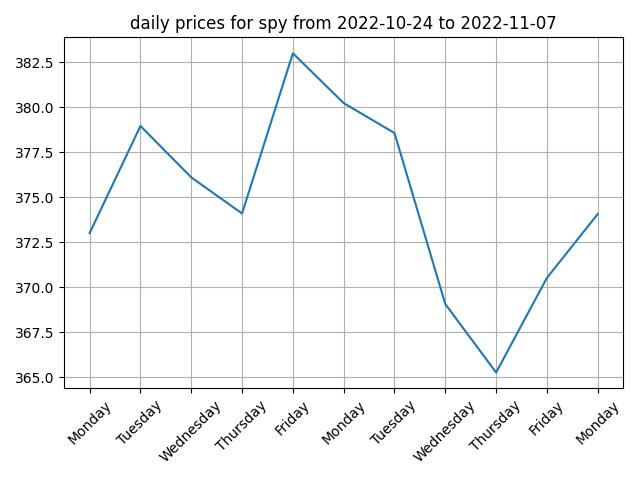 daily prices for spy from 2022-10-24 to 2022-11-07
382.5
380.0
377.5
375.0
372.5
370.0
367.5
365.0
Monday
Tuesday
Wednesday
Thursday
Friday
Monday
Tuesday
Wednesday
Thursday
Friday
Monday